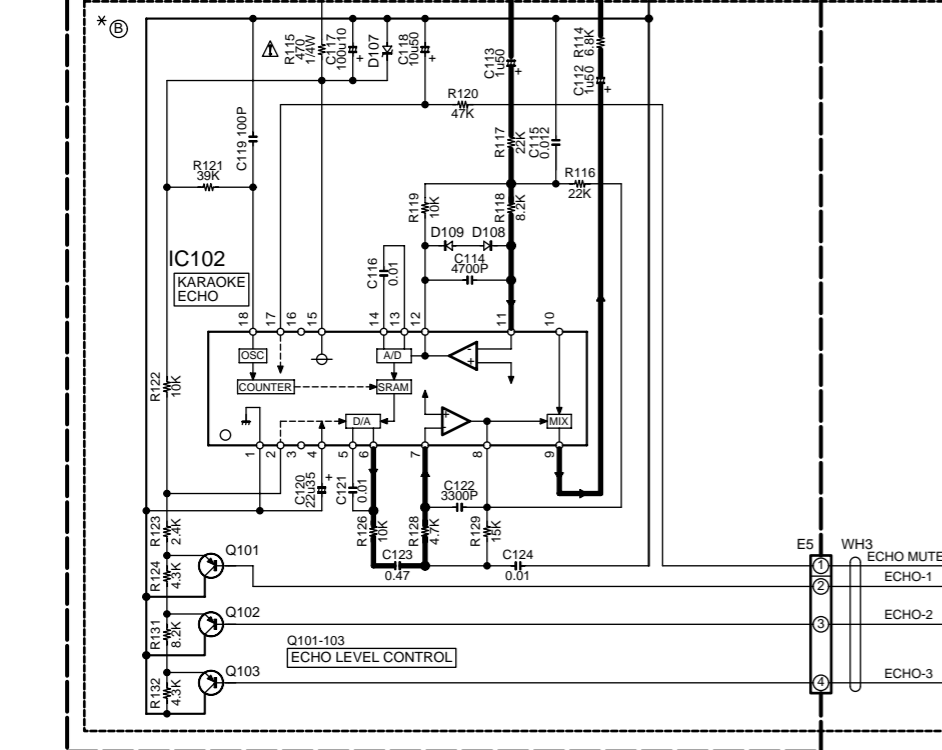 * B
R115
470
1/4W
C117
100u10
D107
C118
10u50
C113
1u50
R114
6.8K
C112
1u50
+
+
+
+
R120
47K
C119 100P
R117
22K
C115
0.012
R121
39K
R116
22K
R119
10K
R118
8.2K
D109
D108
C114
4700P
C116
0.01
IC102
KARAOKE
ECHO
18
17
16
15
14
13
12
11
10
OSC
A/D
-
+
COUNTER
SRAM
R122
10K
D/A
+
-
MIX
1
2
3
4
5
6
7
8
9
C120
22u35
+
C121
0.01
C122
3300P
R123
2.4K
R126
10K
R128
4.7K
R129
15K
Q101
C123
0.47
C124
0.01
E5
WH3
R124
4.3K
1
ECHO MUTE
2
ECHO-1
Q102
3
ECHO-2
R131
8.2K
Q101-103
ECHO LEVEL CONTROL
Q103
4
ECHO-3
R132
4.3K